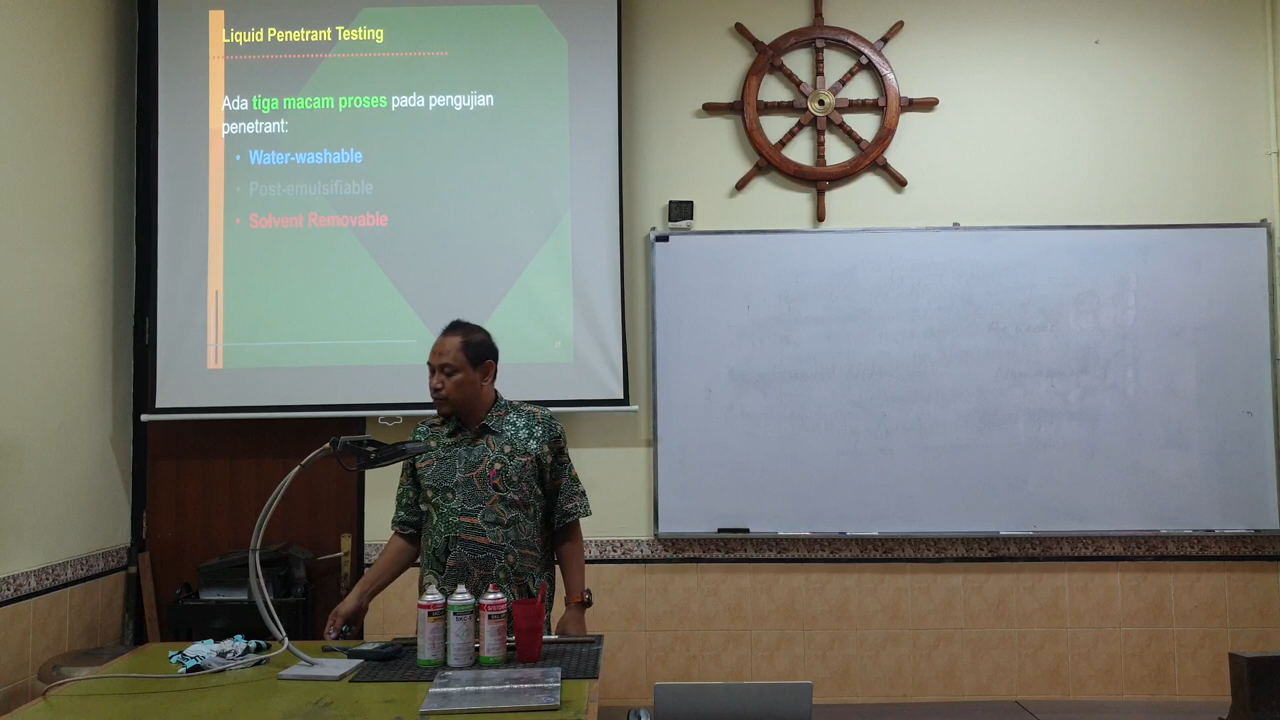 Liquid Penetrant Testing
Ada tiga macam proses pada pengujian
penetrant:
• Water-washable
• Post-emulsifiable
• Solvent Removable